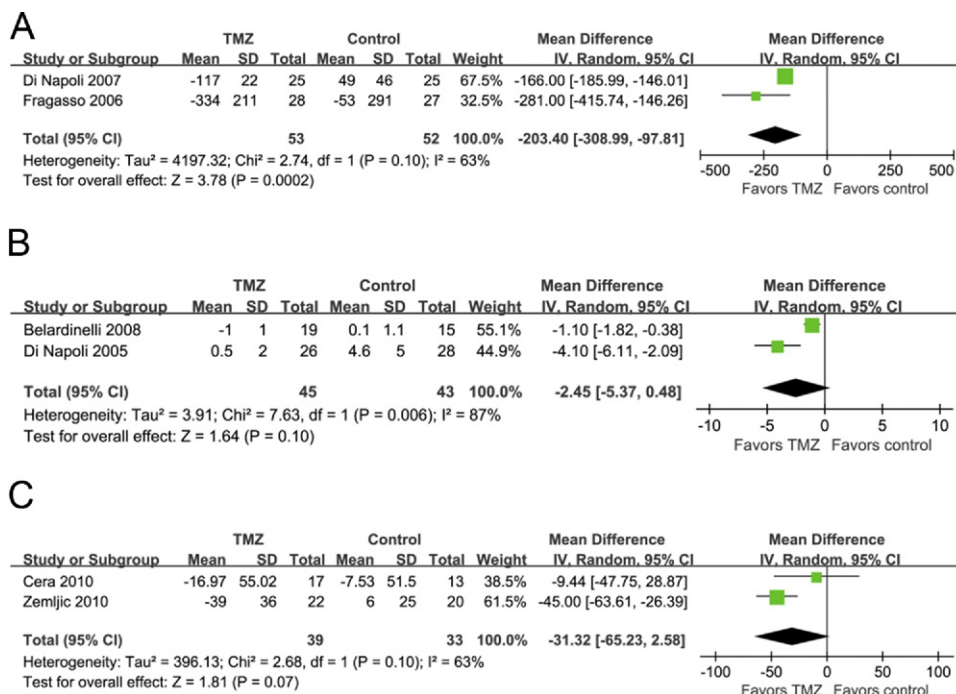 A
TMZ Control Mean Difference Mean Difference
Study or Subgroup Mean SD Total Mean SD Total Weight IV, Random, 95% CI IV, Random, 95% CI
Di Napoli 2007 -117 22 25 49 46 25 67.5% -166.00 [-185.99, -146.01]
Fragasso 2006 -334 211 28 -53 291 27 32.5% -281.00 [-415.74, -146.26]
Total (95% CI) 53 52 100.0% -203.40 [-308.99, -97.81]
Heterogeneity: Tau² = 4197.32; Chi² = 2.74, df = 1 (P = 0.10); I² = 63%
Test for overall effect: Z = 3.78 (P = 0.0002)
-500 -250 0 250 500
Favors TMZ Favors control
B
TMZ Control Mean Difference Mean Difference
Study or Subgroup Mean SD Total Mean SD Total Weight IV, Random, 95% CI IV, Random, 95% CI
Belardinelli 2008 -1 1 19 0.1 1.1 15 55.1% -1.10 [-1.82, -0.38]
Di Napoli 2005 0.5 2 26 4.6 5 28 44.9% -4.10 [-6.11, -2.09]
Total (95% CI) 45 43 100.0% -2.45 [-5.37, 0.48]
Heterogeneity: Tau² = 3.91; Chi² = 7.63, df = 1 (P = 0.006); I² = 87%
Test for overall effect: Z = 1.64 (P = 0.10)
-10 -5 0 5 10
Favors TMZ Favors control
C
TMZ Control Mean Difference Mean Difference
Study or Subgroup Mean SD Total Mean SD Total Weight IV, Random, 95% CI IV, Random, 95% CI
Cera 2010 -16.97 55.02 17 -7.53 51.5 13 38.5% -9.44 [-47.75, 28.87]
Zemljic 2010 -39 36 22 6 25 20 61.5% -45.00 [-63.61, -26.39]
Total (95% CI) 39 33 100.0% -31.32 [-65.23, 2.58]
Heterogeneity: Tau² = 396.13; Chi² = 2.68, df = 1 (P = 0.10); I² = 63%
Test for overall effect: Z = 1.81 (P = 0.07)
-100 -50 0 50 100
Favors TMZ Favors control